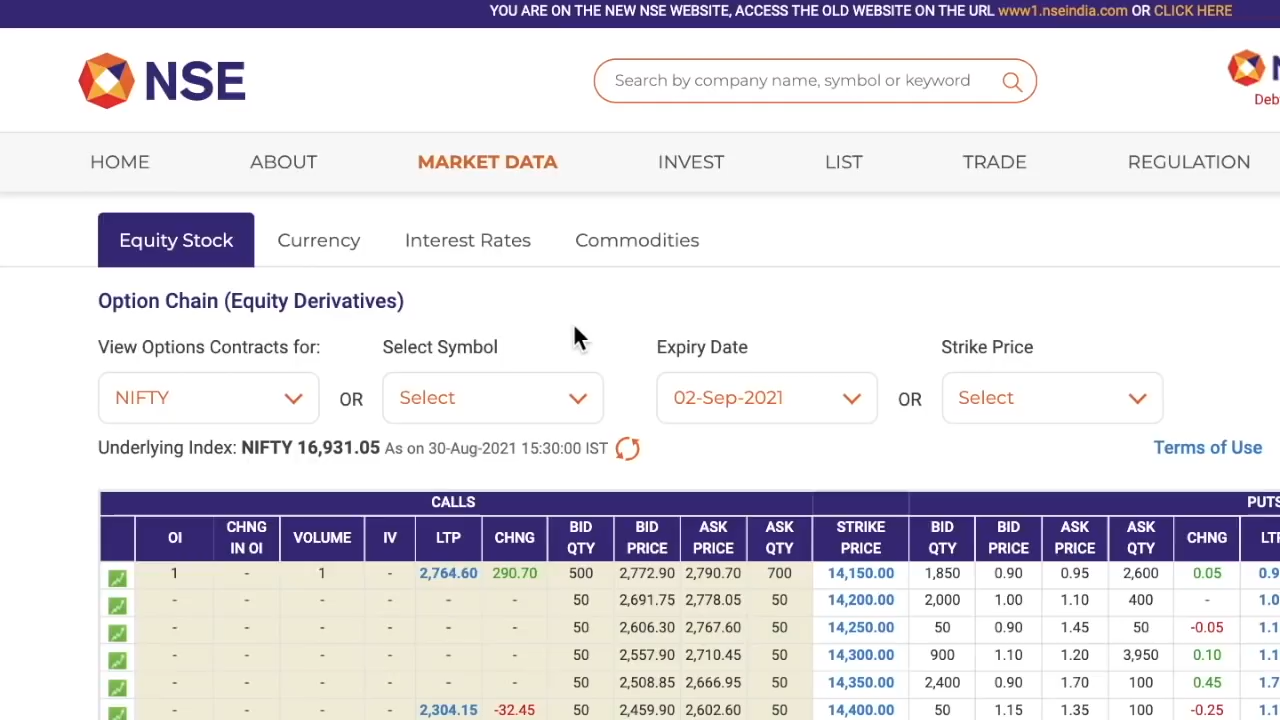 YOU ARE ON THE NEW NSE WEBSITE, ACCESS THE OLD WEBSITE ON THE URL www1.nseindia.com OR CLICK HERE
NSE
Search by company name, symbol or keyword
HOME ABOUT MARKET DATA INVEST LIST TRADE REGULATION
Equity Stock Currency Interest Rates Commodities
Option Chain (Equity Derivatives)
View Options Contracts for: Select Symbol Expiry Date Strike Price
NIFTY OR Select 02-Sep-2021 OR Select
Underlying Index: NIFTY 16,931.05 As on 30-Aug-2021 15:30:00 IST Terms of Use
CALLS PUTS
OI CHNG IN OI VOLUME IV LTP CHNG BID QTY BID PRICE ASK PRICE ASK QTY STRIKE PRICE BID QTY BID PRICE ASK PRICE ASK QTY CHNG
1 - 1 - 2,764.60 290.70 500 2,772.90 2,790.70 700 14,150.00 1,850 0.90 0.95 2,600 0.05
- - - - - - 50 2,691.75 2,778.05 50 14,200.00 2,000 1.00 1.10 400 -
- - - - - - 50 2,606.30 2,767.60 50 14,250.00 50 0.90 1.45 50 -0.05
- - - - - - 50 2,557.90 2,710.45 50 14,300.00 900 1.10 1.20 3,950 0.10
- - - - - - 50 2,508.85 2,666.95 50 14,350.00 2,400 0.90 1.70 100 0.45
- - - - 2,304.15 -32.45 50 2,459.90 2,602.60 50 14,400.00 50 1.15 1.35 100 -0.25